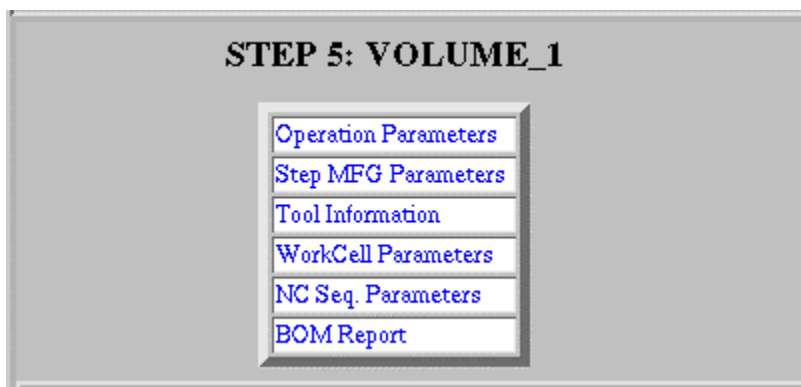 STEP 5: VOLUME_1
Operation Parameters
Step MFG Parameters
Tool Information
WorkCell Parameters
NC Seq. Parameters
BOM Report